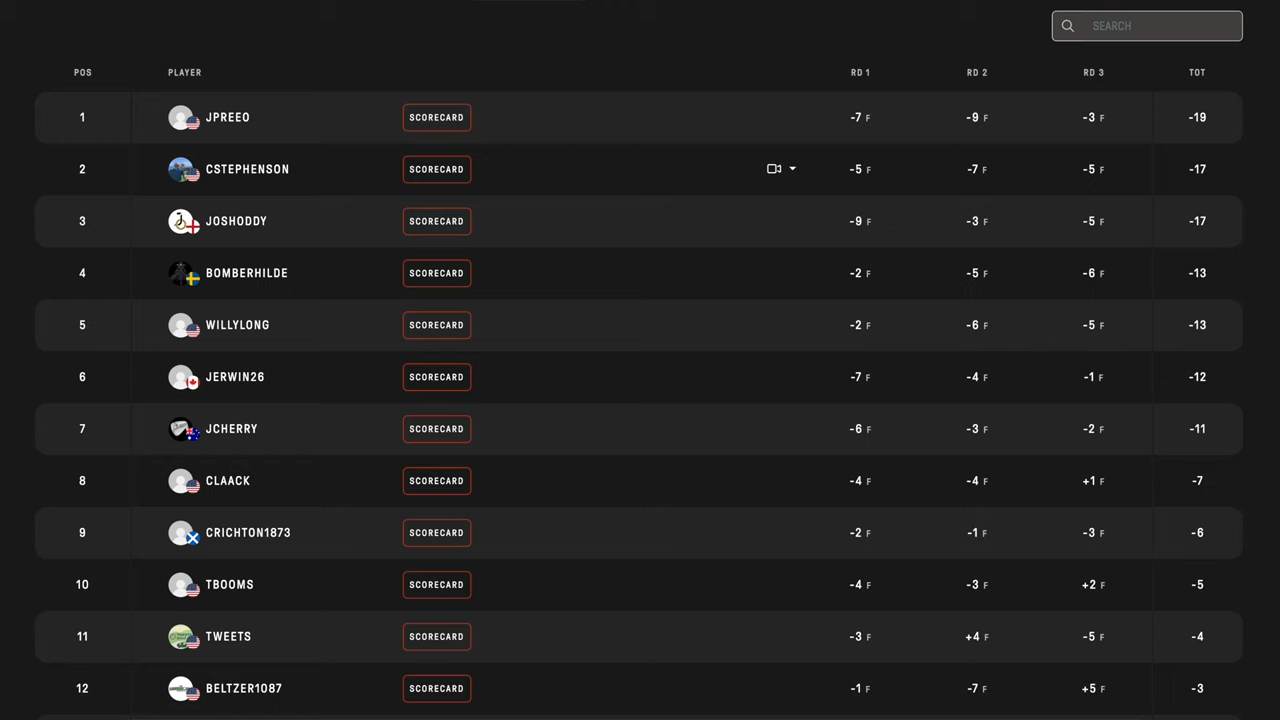 SEARCH
POS PLAYER RD 1 RD 2 RD 3 TOT
1 JPREEO SCORECARD -7 F -9 F -3 F -19
2 CSTEPHENSON SCORECARD -5 F -7 F -5 F -17
3 JOSHODDY SCORECARD -9 F -3 F -5 F -17
4 BOMBERHILDE SCORECARD -2 F -5 F -6 F -13
5 WILLYLONG SCORECARD -2 F -6 F -5 F -13
6 JERWIN26 SCORECARD -7 F -4 F -1 F -12
7 JCHERRY SCORECARD -6 F -3 F -2 F -11
8 CLAACK SCORECARD -4 F -4 F +1 F -7
9 CRICHTON1873 SCORECARD -2 F -1 F -3 F -6
10 TBOOMS SCORECARD -4 F -3 F +2 F -5
11 TWEETS SCORECARD -3 F +4 F -5 F -4
12 BELTZER1087 SCORECARD -1 F -7 F +5 F -3